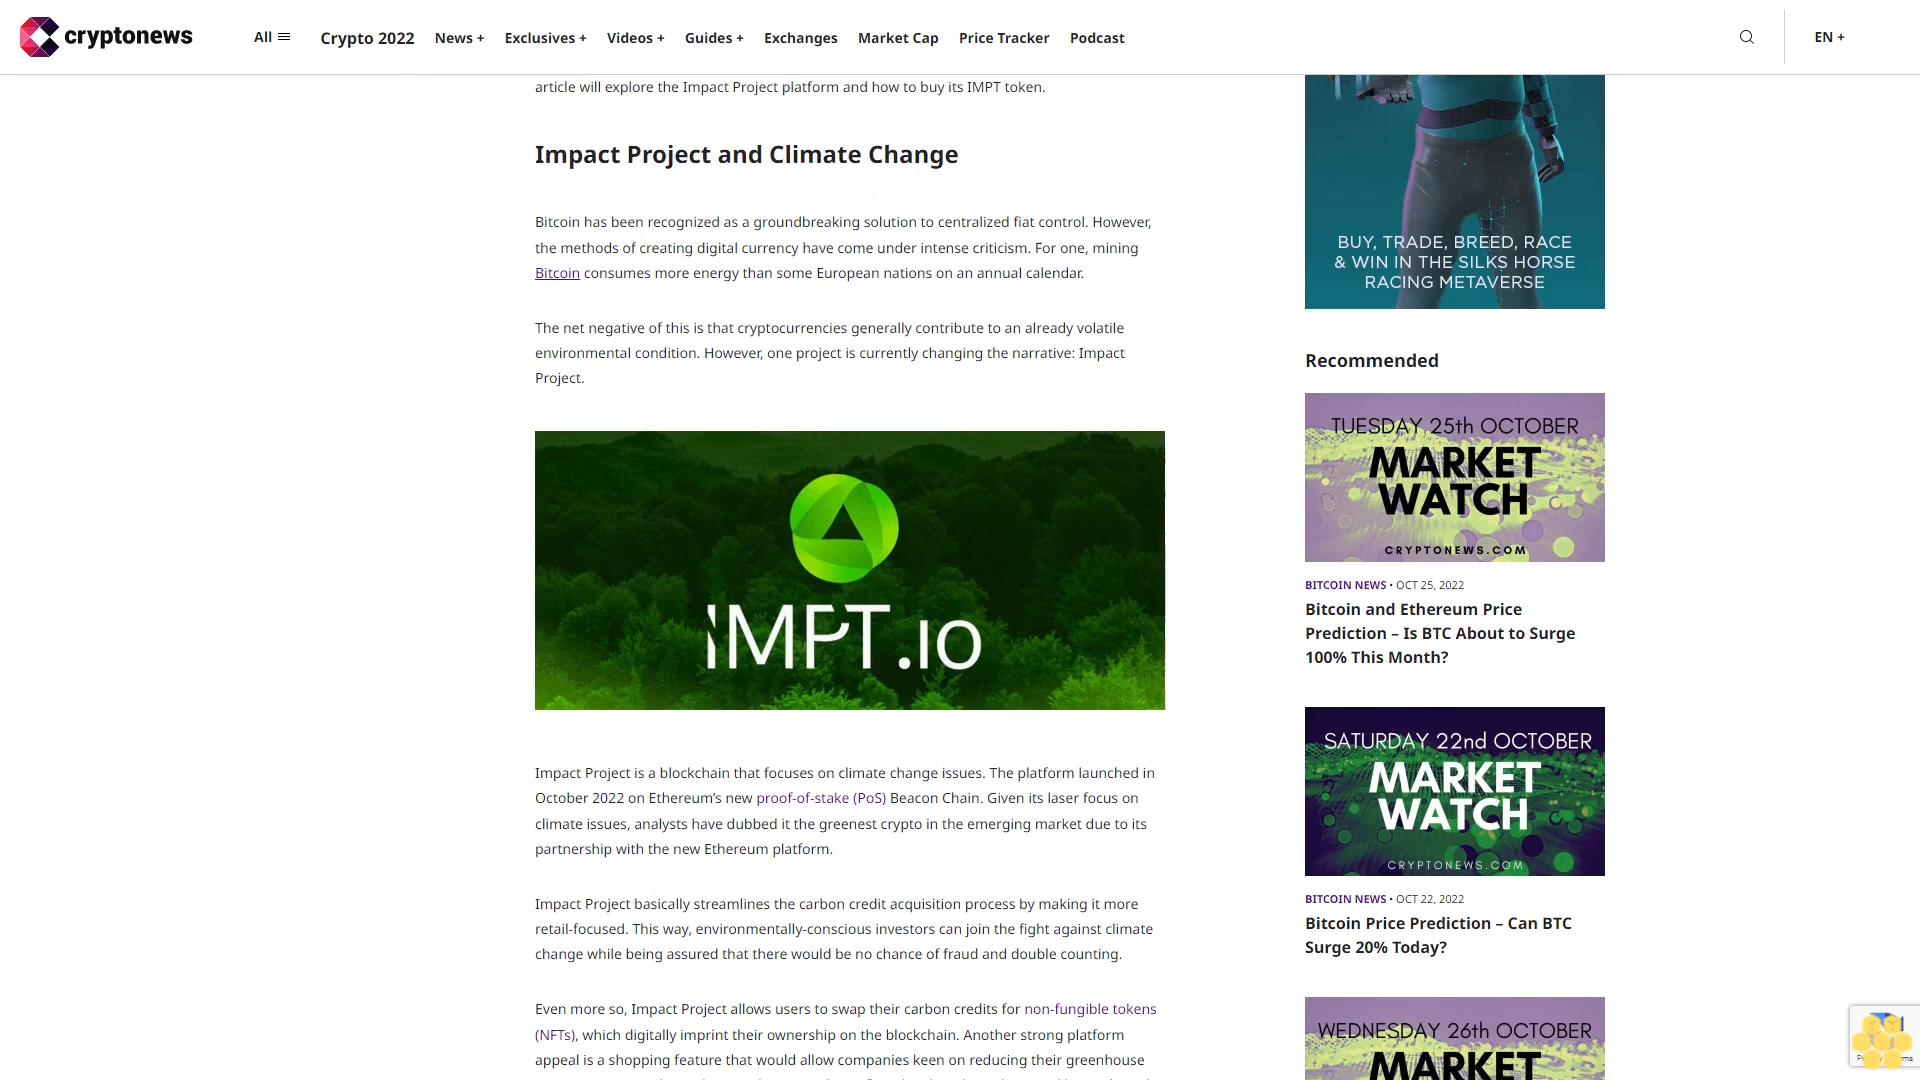 cryptonews
All
Crypto 2022
News +
Exclusives +
Videos +
Guides +
Exchanges
Market Cap
Price Tracker
Podcast
EN +
article will explore the Impact Project platform and how to buy its IMPT token.
Impact Project and Climate Change
Bitcoin has been recognized as a groundbreaking solution to centralized fiat control. However,
the methods of creating digital currency have come under intense criticism. For one, mining
Bitcoin consumes more energy than some European nations on an annual calendar.
The net negative of this is that cryptocurrencies generally contribute to an already volatile
environmental condition. However, one project is currently changing the narrative: Impact
Project.
IMPT.io
Impact Project is a blockchain that focuses on climate change issues. The platform launched in
October 2022 on Ethereum’s new proof-of-stake (PoS) Beacon Chain. Given its laser focus on
climate issues, analysts have dubbed it the greenest crypto in the emerging market due to its
partnership with the new Ethereum platform.
Impact Project basically streamlines the carbon credit acquisition process by making it more
retail-focused. This way, environmentally-conscious investors can join the fight against climate
change while being assured that there would be no chance of fraud and double counting.
Even more so, Impact Project allows users to swap their carbon credits for non-fungible tokens
(NFTs), which digitally imprint their ownership on the blockchain. Another strong platform
appeal is a shopping feature that would allow companies keen on reducing their greenhouse
BUY, TRADE, BREED, RACE
& WIN IN THE SILKS HORSE
RACING METAVERSE
Recommended
TUESDAY 25th OCTOBER
MARKET
WATCH
CRYPTONEWS.COM
BITCOIN NEWS • OCT 25, 2022
Bitcoin and Ethereum Price
Prediction – Is BTC About to Surge
100% This Month?
SATURDAY 22nd OCTOBER
MARKET
WATCH
CRYPTONEWS.COM
BITCOIN NEWS • OCT 22, 2022
Bitcoin Price Prediction – Can BTC
Surge 20% Today?
WEDNESDAY 26th OCTOBER
MARKET